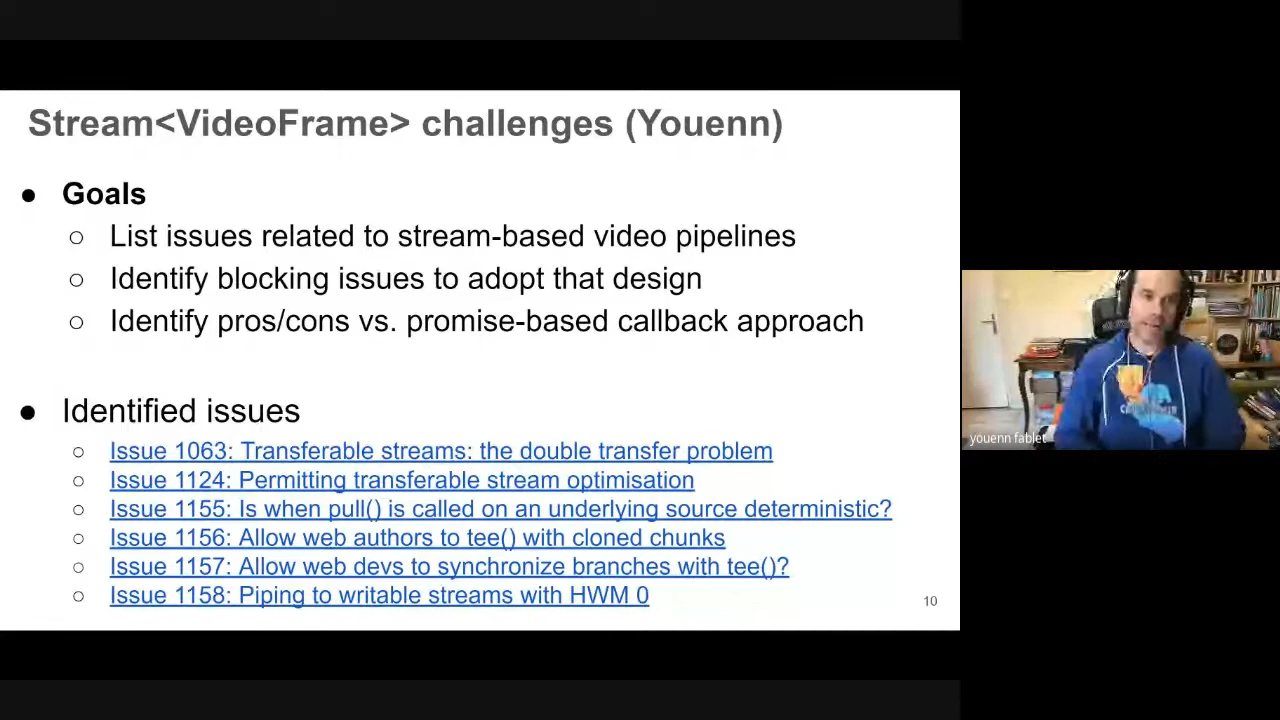 Stream<VideoFrame> challenges (Youenn)
● Goals
○ List issues related to stream-based video pipelines
○ Identify blocking issues to adopt that design
○ Identify pros/cons vs. promise-based callback approach
● Identified issues
○ Issue 1063: Transferable streams: the double transfer problem
○ Issue 1124: Permitting transferable stream optimisation
○ Issue 1155: Is when pull() is called on an underlying source deterministic?
○ Issue 1156: Allow web authors to tee() with cloned chunks
○ Issue 1157: Allow web devs to synchronize branches with tee()?
○ Issue 1158: Piping to writable streams with HWM 0
10
youenn fablet